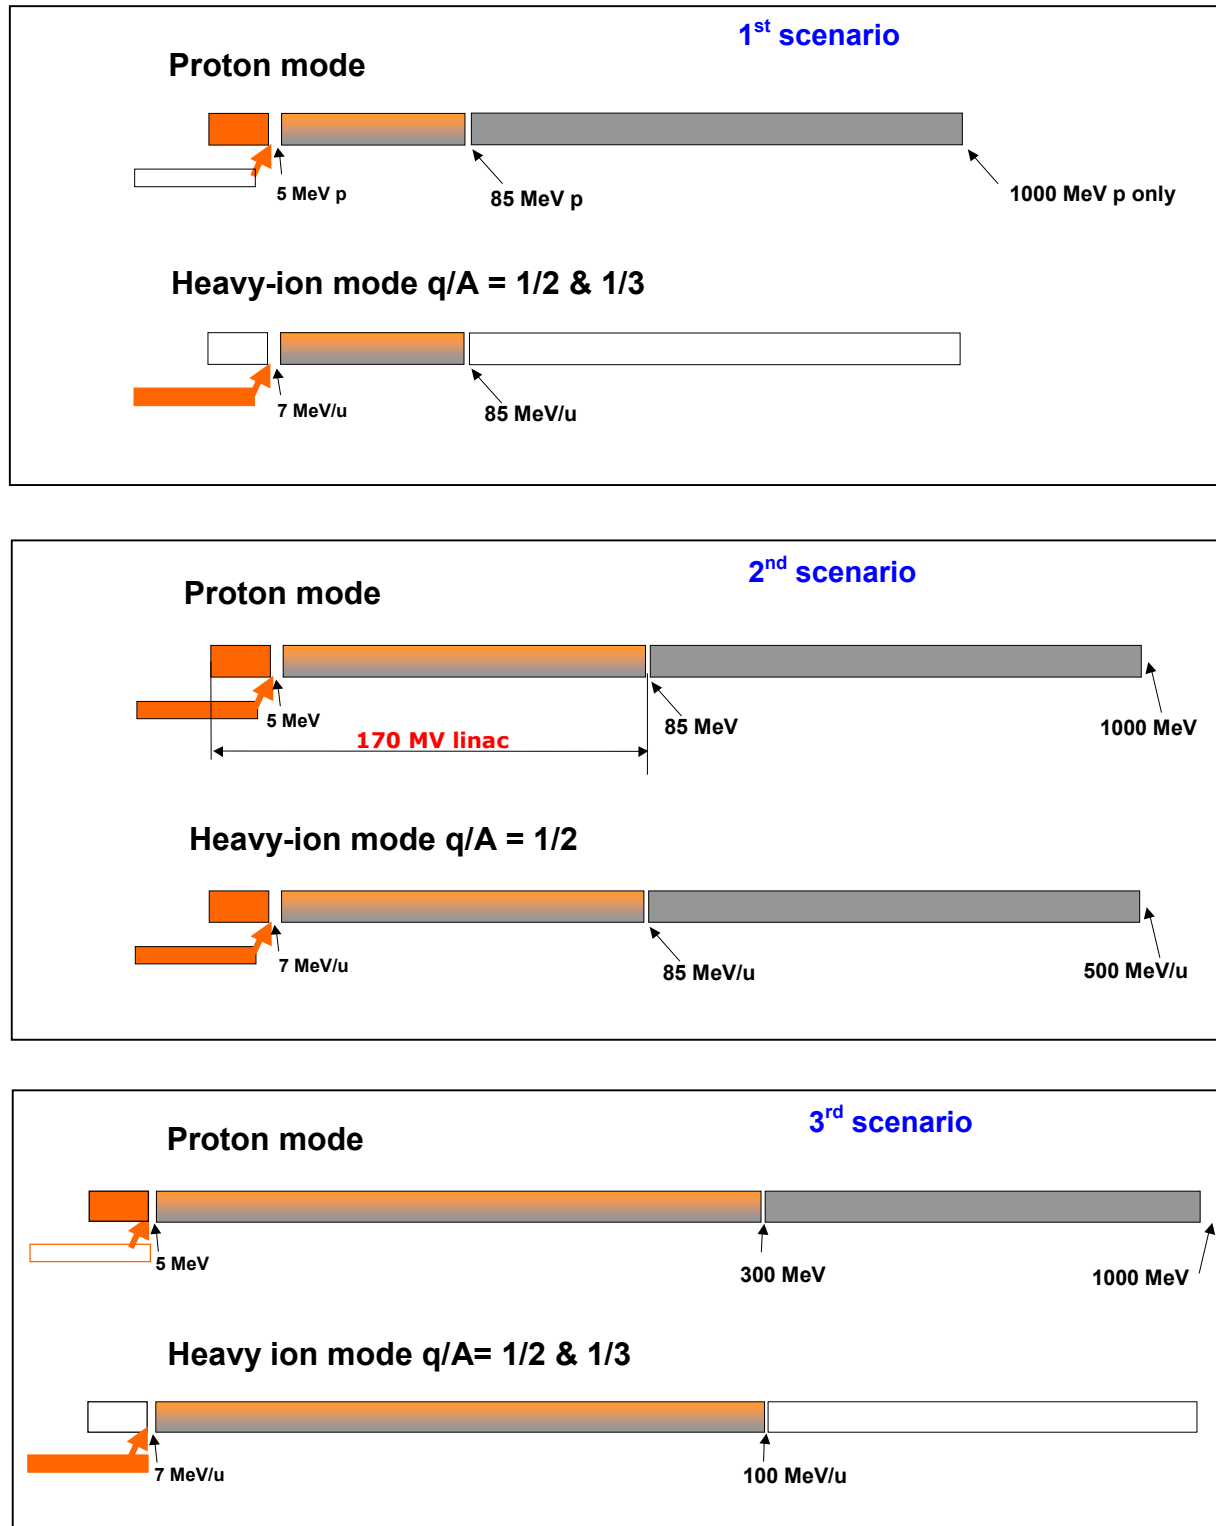 1st scenario
Proton mode
5 MeV p
85 MeV p
1000 MeV p only
Heavy-ion mode q/A = 1/2 & 1/3
7 MeV/u
85 MeV/u
2nd scenario
Proton mode
5 MeV
85 MeV
1000 MeV
170 MV linac
Heavy-ion mode q/A = 1/2
7 MeV/u
85 MeV/u
500 MeV/u
3rd scenario
Proton mode
5 MeV
300 MeV
1000 MeV
Heavy ion mode q/A= 1/2 & 1/3
7 MeV/u
100 MeV/u